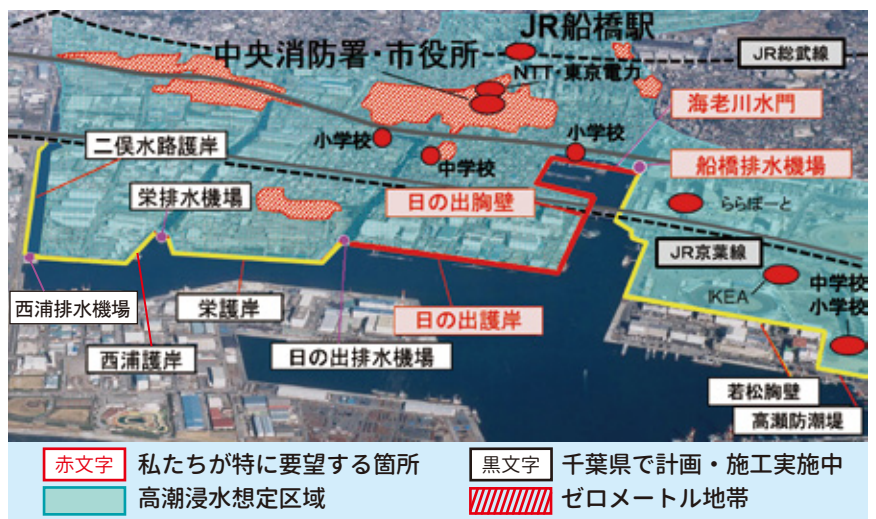 JR船橋駅
中央消防署・市役所
JR総武線
NTT・東京電力
海老川水門
小学校
小学校
二俣水路護岸
中学校
船橋排水機場
栄排水機場
日の出胸壁
ららぽーと
JR京葉線
IKEA
中学校
小学校
西浦排水機場
栄護岸
日の出護岸
西浦護岸
日の出排水機場
若松胸壁
高瀬防潮堤
赤文字 私たちが特に要望する箇所
黒文字 千葉県で計画・施工実施中
高潮浸水想定区域
ゼロメートル地帯